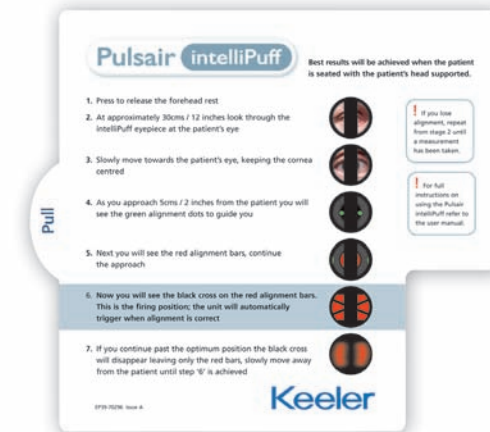 Pulsair intelliPuff
Best results will be achieved when the patient
is seated with the patient's head supported.
1. Press to release the forehead rest
2. At approximately 30cms / 12 inches look through the
intelliPuff eyepiece at the patient's eye
3. Slowly move towards the patient's eye, keeping the cornea
centred
4. As you approach 5cms / 2 inches from the patient you will
see the green alignment dots to guide you
5. Next you will see the red alignment bars, continue
the approach
6. Now you will see the black cross on the red alignment bars.
This is the firing position; the unit will automatically
trigger when alignment is correct
7. If you continue past the optimum position the black cross
will disappear leaving only the red bars, slowly move away
from the patient until step '6' is achieved
! If you lose
alignment, repeat
from stage 2 until
a measurement
has been taken.
! For full
instructions on
using the Pulsair
intelliPuff refer to
the user manual.
Pull
EP59-70298 Issue A
Keeler